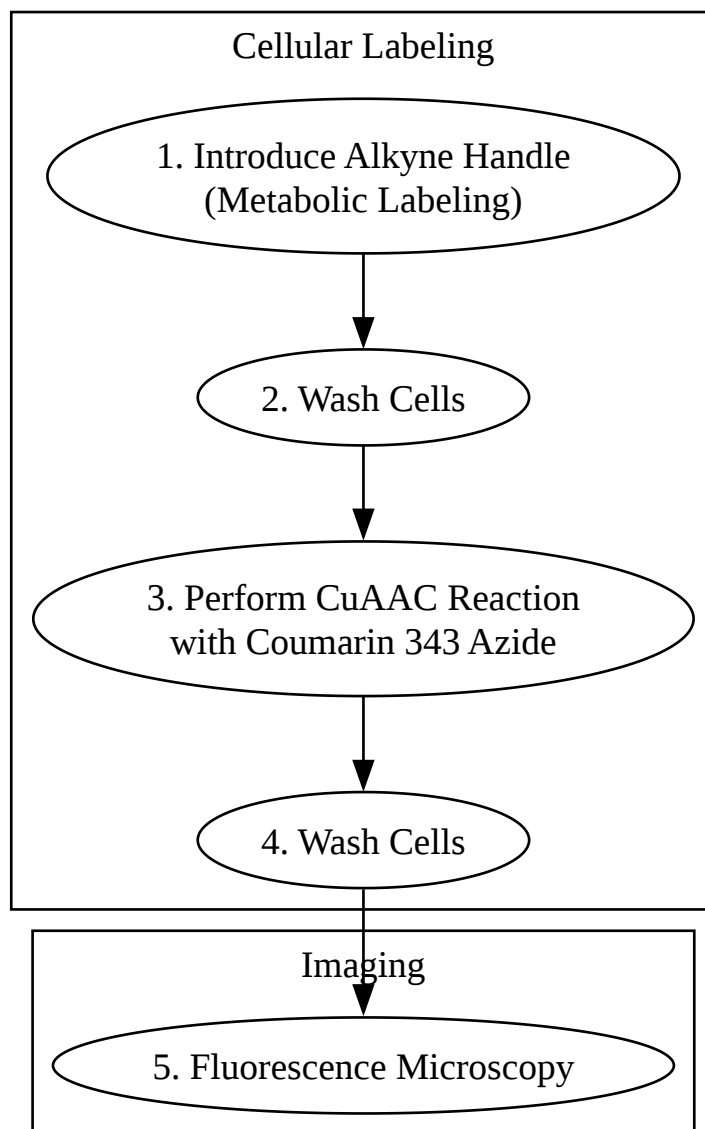 Cellular Labeling
1. Introduce Alkyne Handle
(Metabolic Labeling)
2. Wash Cells
3. Perform CuAAC Reaction
with Coumarin 343 Azide
4. Wash Cells
Imaging
5. Fluorescence Microscopy